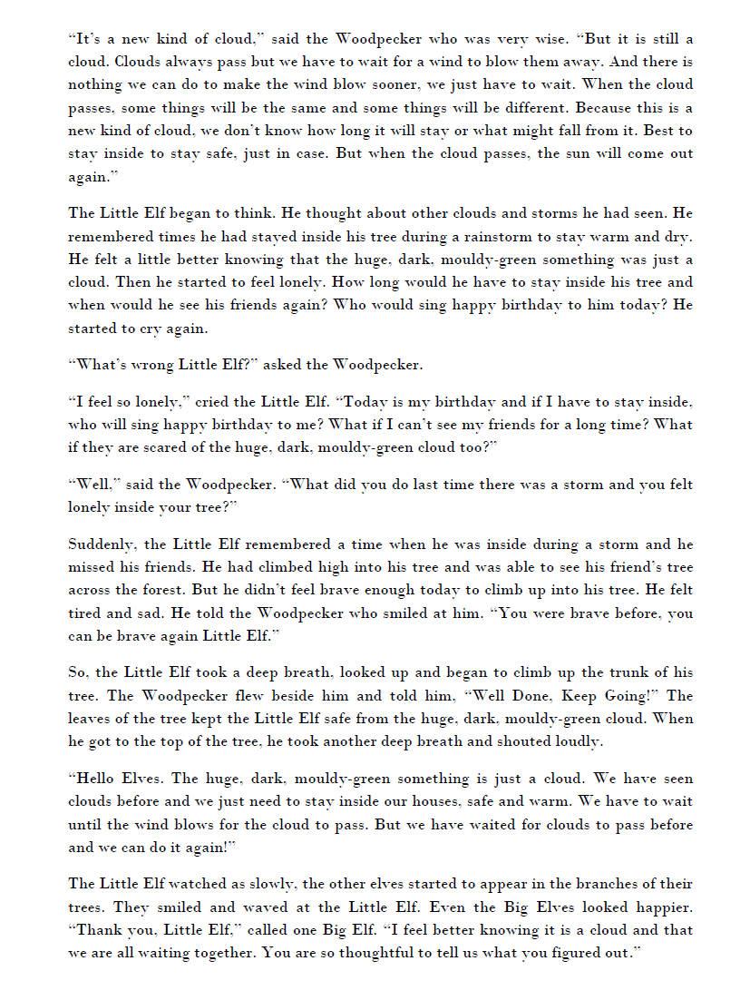 “It’s a new kind of cloud,” said the Woodpecker who was very wise. “But it is still a
cloud. Clouds always pass but we have to wait for a wind to blow them away. And there is
nothing we can do to make the wind blow sooner, we just have to wait. When the cloud
passes, some things will be the same and some things will be different. Because this is a
new kind of cloud, we don’t know how long it will stay or what might fall from it. Best to
stay inside to stay safe, just in case. But when the cloud passes, the sun will come out
again.”
The Little Elf began to think. He thought about other clouds and storms he had seen. He
remembered times he had stayed inside his tree during a rainstorm to stay warm and dry.
He felt a little better knowing that the huge, dark, mouldy-green something was just a
cloud. Then he started to feel lonely. How long would he have to stay inside his tree and
when would he see his friends again? Who would sing happy birthday to him today? He
started to cry again.
“What’s wrong Little Elf?” asked the Woodpecker.
“I feel so lonely,” cried the Little Elf. “Today is my birthday and if I have to stay inside,
who will sing happy birthday to me? What if I can’t see my friends for a long time? What
if they are scared of the huge, dark, mouldy-green cloud too?”
“Well,” said the Woodpecker. “What did you do last time there was a storm and you felt
lonely inside your tree?”
Suddenly, the Little Elf remembered a time when he was inside during a storm and he
missed his friends. He had climbed high into his tree and was able to see his friend’s tree
across the forest. But he didn’t feel brave enough today to climb up into his tree. He felt
tired and sad. He told the Woodpecker who smiled at him. “You were brave before, you
can be brave again Little Elf.”
So, the Little Elf took a deep breath, looked up and began to climb up the trunk of his
tree. The Woodpecker flew beside him and told him, “Well Done, Keep Going!” The
leaves of the tree kept the Little Elf safe from the huge, dark, mouldy-green cloud. When
he got to the top of the tree, he took another deep breath and shouted loudly.
“Hello Elves. The huge, dark, mouldy-green something is just a cloud. We have seen
clouds before and we just need to stay inside our houses, safe and warm. We have to wait
until the wind blows for the cloud to pass. But we have waited for clouds to pass before
and we can do it again!”
The Little Elf watched as slowly, the other elves started to appear in the branches of their
trees. They smiled and waved at the Little Elf. Even the Big Elves looked happier.
“Thank you, Little Elf,” called one Big Elf. “I feel better knowing it is a cloud and that
we are all waiting together. You are so thoughtful to tell us what you figured out.”